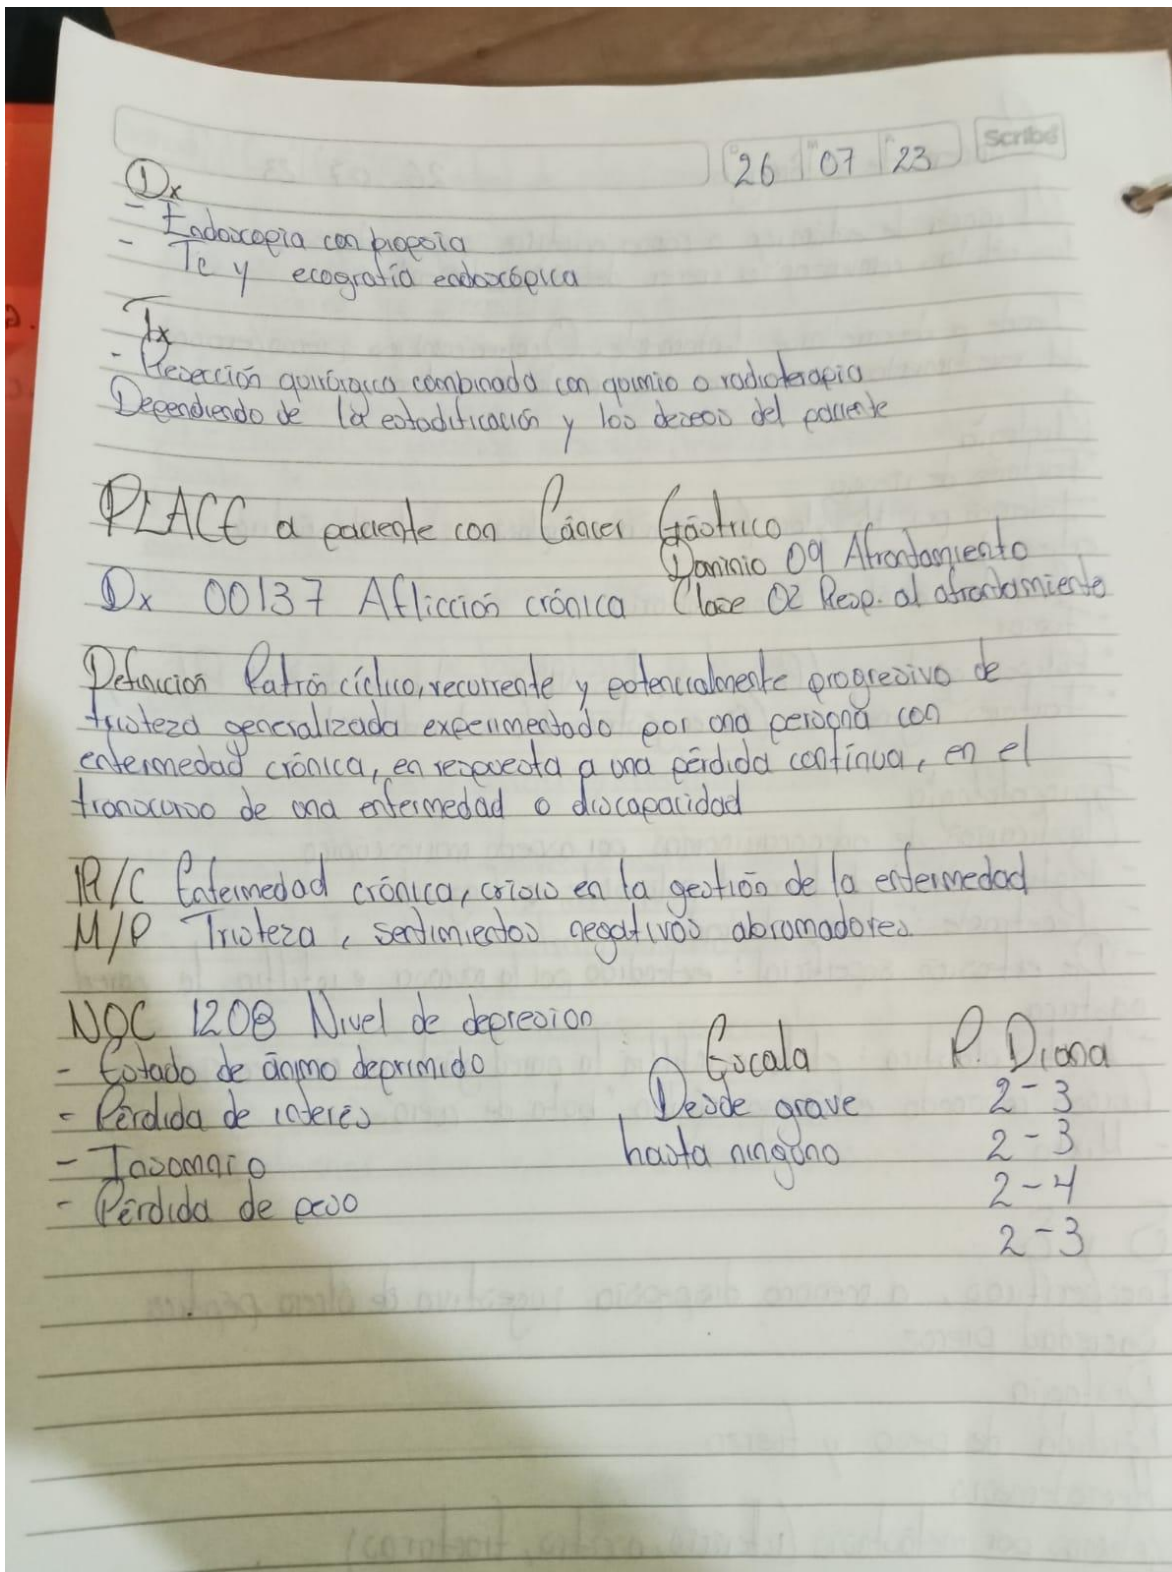 Scribe
26 07 23
Dx
- Endoscopia con biopsia
- Tc y ecografía endoscópica
Tx
- Resección quirúrgica combinada con quimio o radioterapia
Dependiendo de la estadificación y los deseos del paciente
PLACE a paciente con Cáncer Gástrico
Dominio 09 Afrontamiento
Dx 00137 Aflicción crónica Clase 02 Resp. al afrontamiento
Definición Patrón cíclico, recurrente y potencialmente progresivo de
tristeza generalizada experimentado por una persona con
enfermedad crónica, en respuesta a una pérdida contínua, en el
transcurso de una enfermedad o discapacidad
R/C Enfermedad crónica, crisis en la gestión de la enfermedad
M/P Tristeza, sentimientos negativos abrumadores.
NOC 1208 Nivel de depresion
- Estado de ánimo deprimido
- Pérdida de interés
- Insomnio
- Pérdida de peso
Escala
Desde grave
hasta ninguno
P. Diana
2-3
2-3
2-4
2-3